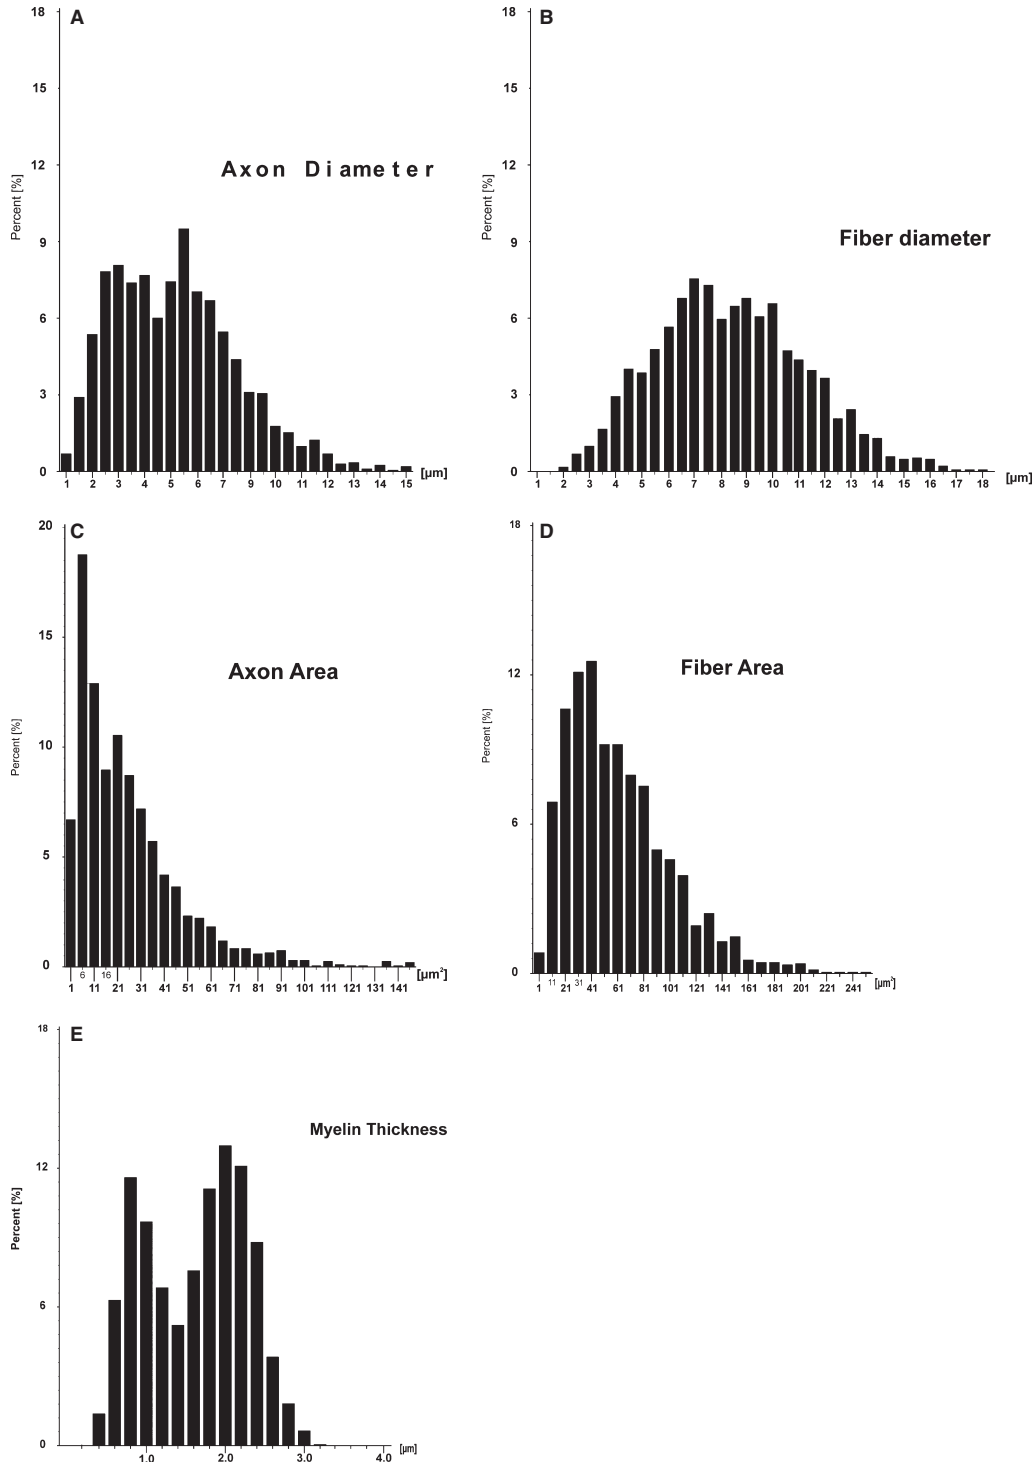 A
18
15
12
9
6
3
0
Percent [%]
Axon Diameter
1 2 3 4 5 6 7 8 9 10 11 12 13 14 15 [µm]
B
18
15
12
9
6
3
0
Percent [%]
Fiber diameter
1 2 3 4 5 6 7 8 9 10 11 12 13 14 15 16 17 18 [µm]
C
20
15
10
5
0
Percent [%]
Axon Area
1 6 11 16 21 31 41 51 61 71 81 91 101 111 121 131 141 [µm²]
D
18
12
6
0
Percent [%]
Fiber Area
1 11 21 31 41 61 81 101 121 141 161 181 201 221 241 [µm²]
E
18
12
6
0
Percent [%]
Myelin Thickness
1.0 2.0 3.0 4.0 [µm]